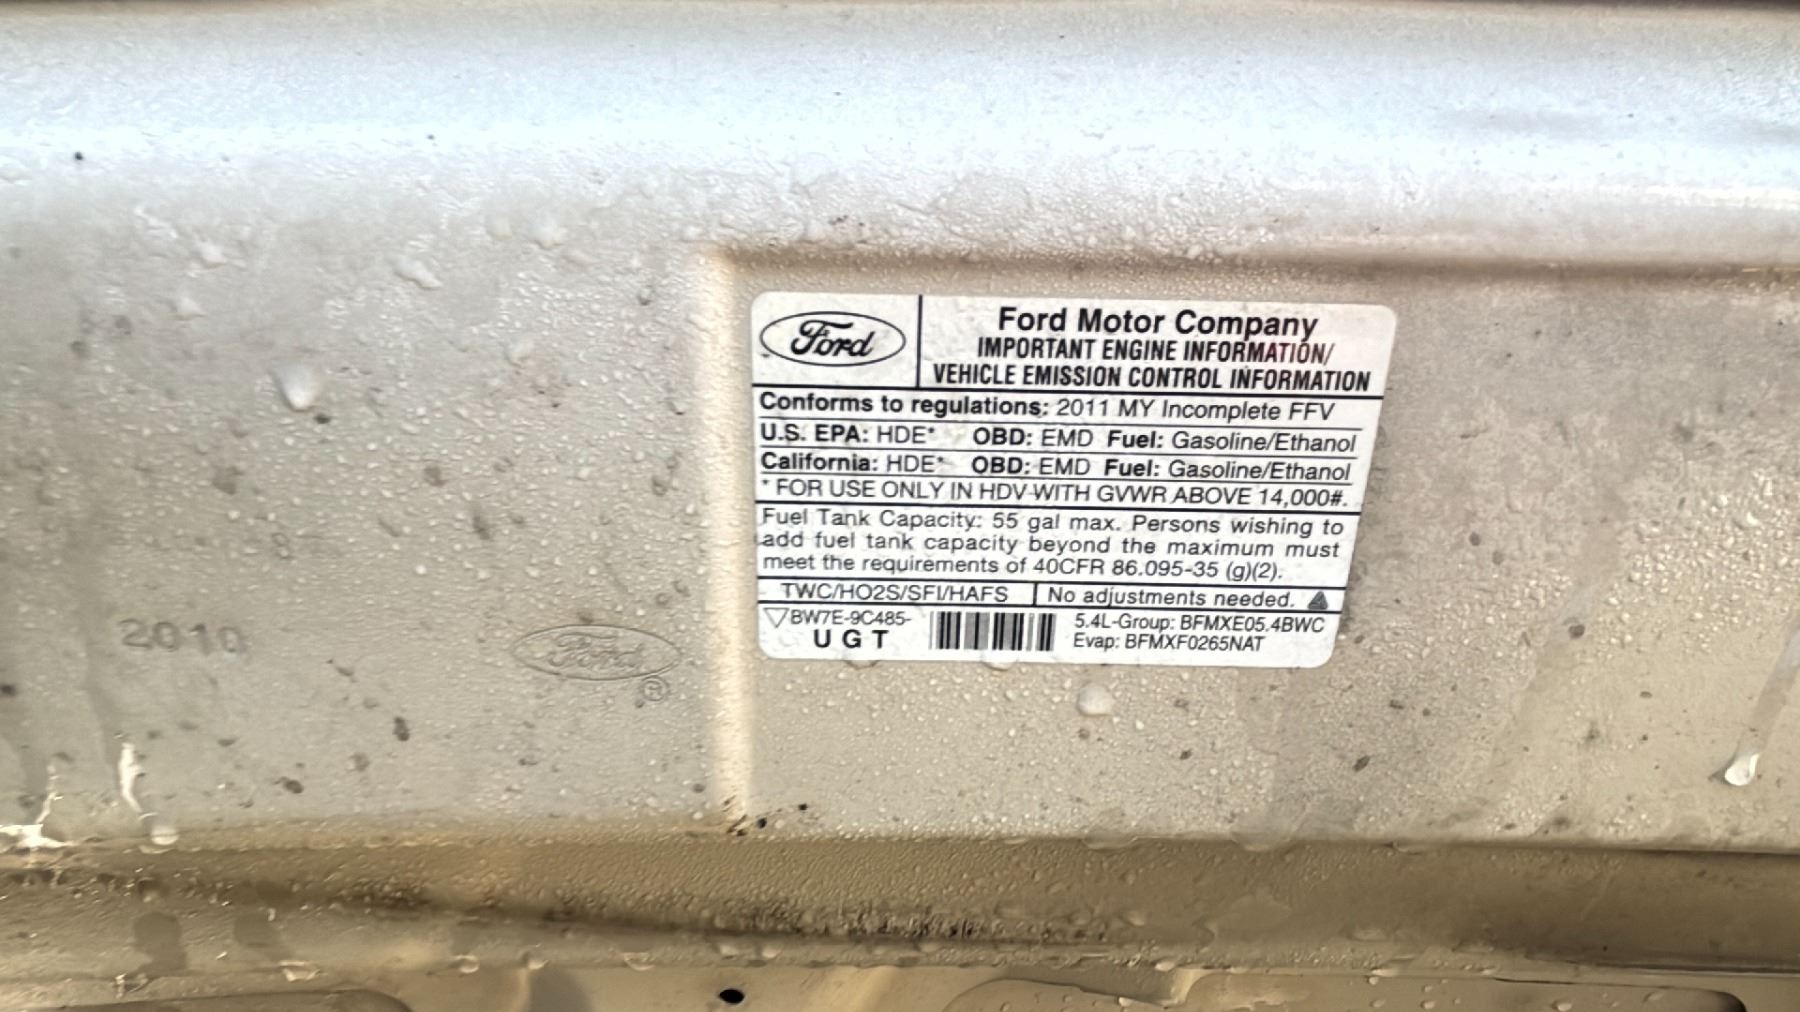 Ford
Ford Motor Company
IMPORTANT ENGINE INFORMATION/
VEHICLE EMISSION CONTROL INFORMATION
Conforms to regulations: 2011 MY Incomplete FFV
U.S. EPA: HDE* OBD: EMD Fuel: Gasoline/Ethanol
California: HDE* OBD: EMD Fuel: Gasoline/Ethanol
* FOR USE ONLY IN HDV WITH GVWR ABOVE 14,000#.
Fuel Tank Capacity: 55 gal max. Persons wishing to
add fuel tank capacity beyond the maximum must
meet the requirements of 40CFR 86.095-35 (g)(2).
TWC/HO2S/SFI/HAFS No adjustments needed.
BW7E-9C485-
UGT
5.4L-Group: BFMXE05.4BWC
Evap: BFMXF0265NAT
2010
Ford ®